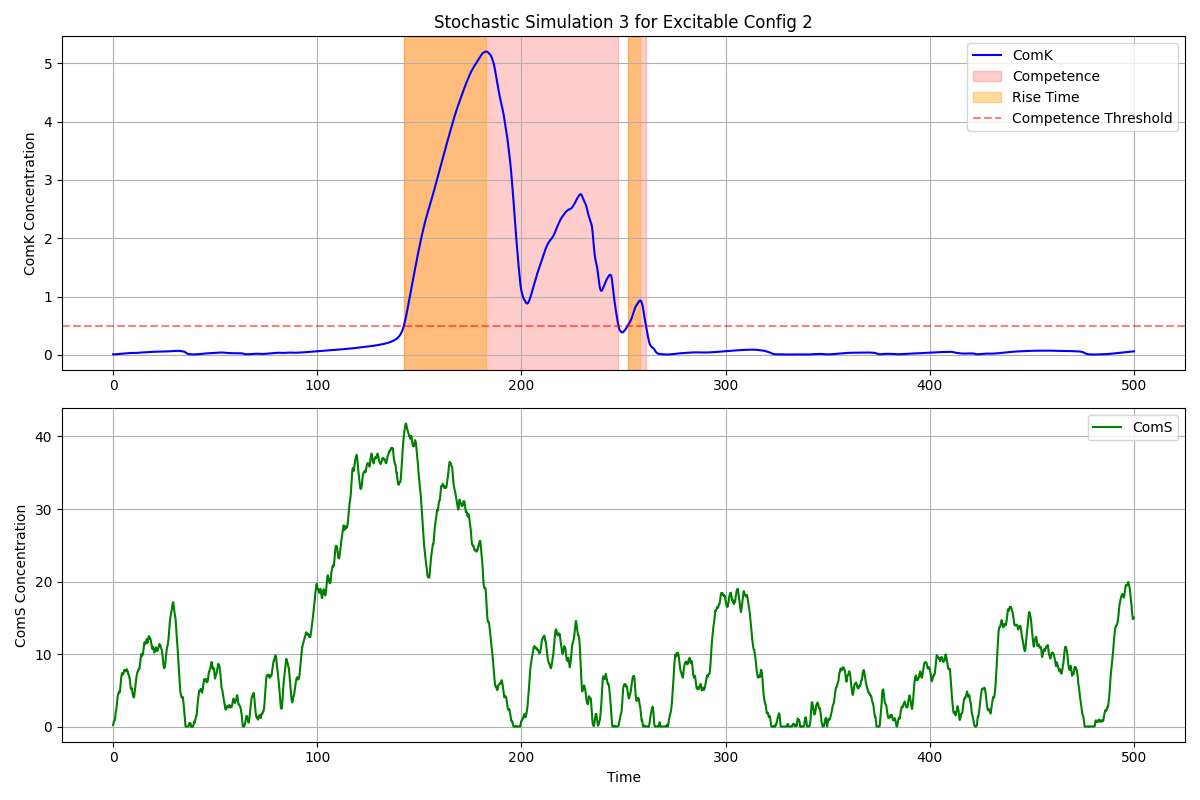 Stochastic Simulation 3 for Excitable Config 2
ComK Concentration
5
4
3
2
1
0
0
100
200
300
400
500
ComK
Competence
Rise Time
Competence Threshold
ComS Concentration
40
30
20
10
0
0
100
200
300
400
500
ComS
Time